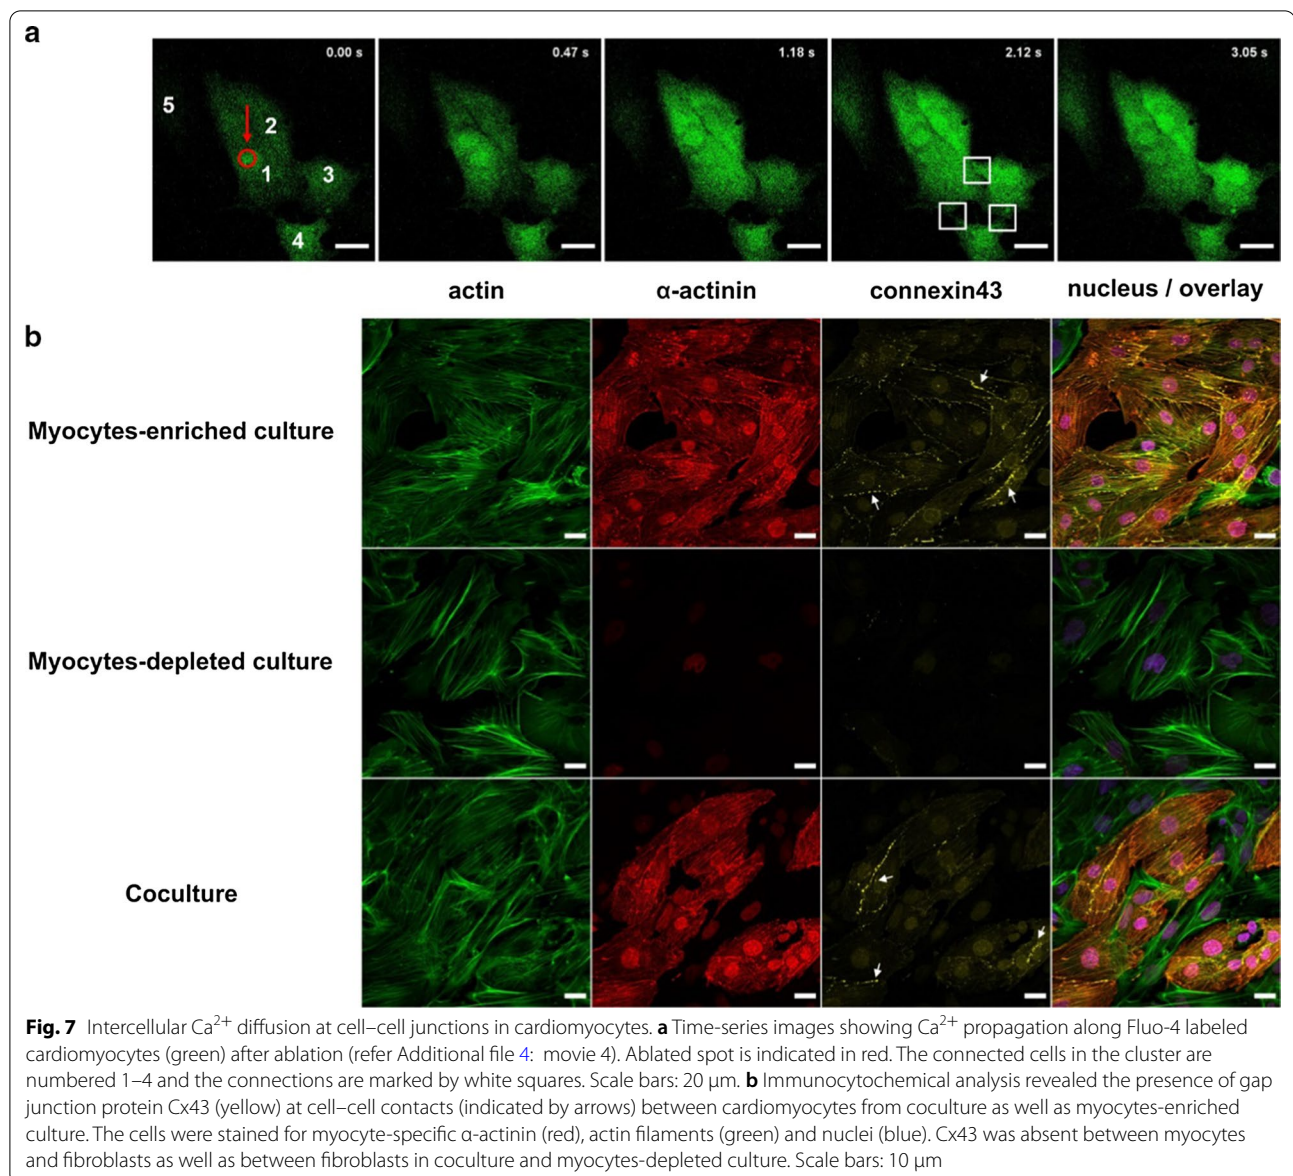 a
0.00 s 0.47 s 1.18 s 2.12 s 3.05 s
5
2
1 3
4
actin α-actinin connexin43 nucleus / overlay
b
Myocytes-enriched culture
Myocytes-depleted culture
Coculture
Fig. 7 Intercellular Ca²⁺ diffusion at cell–cell junctions in cardiomyocytes. a Time-series images showing Ca²⁺ propagation along Fluo-4 labeled
cardiomyocytes (green) after ablation (refer Additional file 4: movie 4). Ablated spot is indicated in red. The connected cells in the cluster are
numbered 1–4 and the connections are marked by white squares. Scale bars: 20 μm. b Immunocytochemical analysis revealed the presence of gap
junction protein Cx43 (yellow) at cell–cell contacts (indicated by arrows) between cardiomyocytes from coculture as well as myocytes-enriched
culture. The cells were stained for myocyte-specific α-actinin (red), actin filaments (green) and nuclei (blue). Cx43 was absent between myocytes
and fibroblasts as well as between fibroblasts in coculture and myocytes-depleted culture. Scale bars: 10 μm